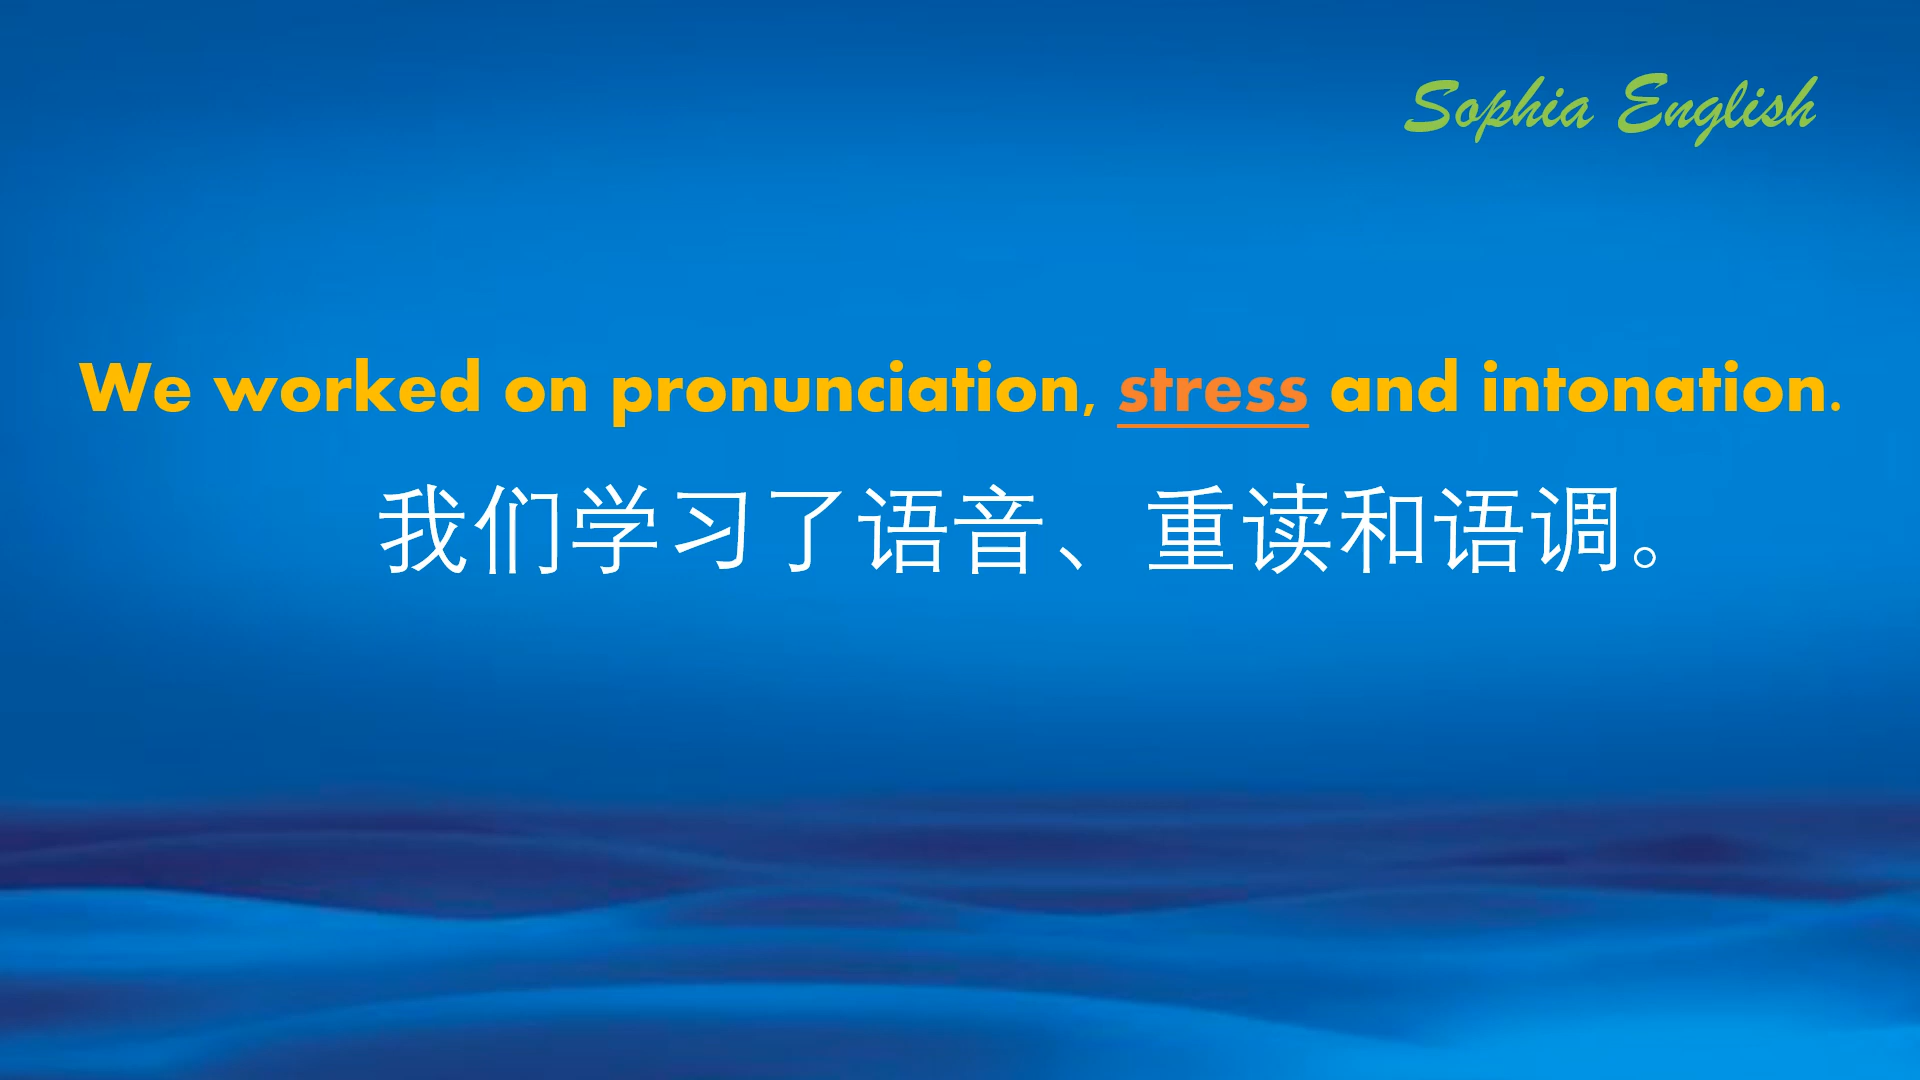 Sophia English
We worked on pronunciation, stress and intonation.
我们学习了语音、重读和语调。